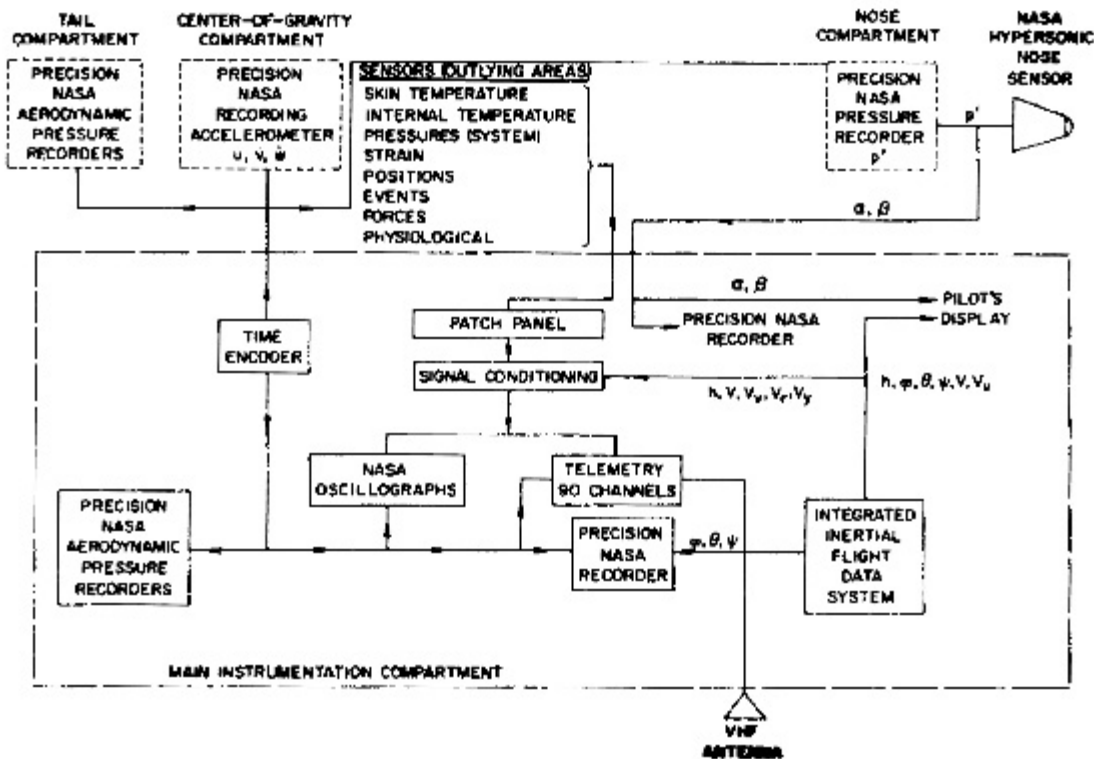 TAIL
COMPARTMENT
PRECISION
NASA
AERODYNAMIC
PRESSURE
RECORDERS
CENTER-OF-GRAVITY
COMPARTMENT
PRECISION
NASA
RECORDING
ACCELEROMETER
SENSORS (OUTLYING AREAS)
SKIN TEMPERATURE
INTERNAL TEMPERATURE
PRESSURES (SYSTEM)
STRAIN
POSITIONS
EVENTS
FORCES
PHYSIOLOGICAL
NOSE
COMPARTMENT
PRECISION
NASA
PRESSURE
RECORDER
P'
P'
NASA
HYPERSONIC
NOSE
SENSOR
α, β
α, β
PILOT'S
DISPLAY
PRECISION NASA
RECORDER
TIME
ENCODER
PATCH PANEL
SIGNAL CONDITIONING
h, φ, θ, ψ, V,
NASA
OSCILLOGRAPHS
TELEMETRY
90 CHANNELS
PRECISION
NASA
AERODYNAMIC
PRESSURE
RECORDERS
PRECISION
NASA
RECORDER
φ, θ, ψ
INTEGRATED
INERTIAL
FLIGHT
DATA
SYSTEM
MAIN INSTRUMENTATION COMPARTMENT
VHF
ANTENNA